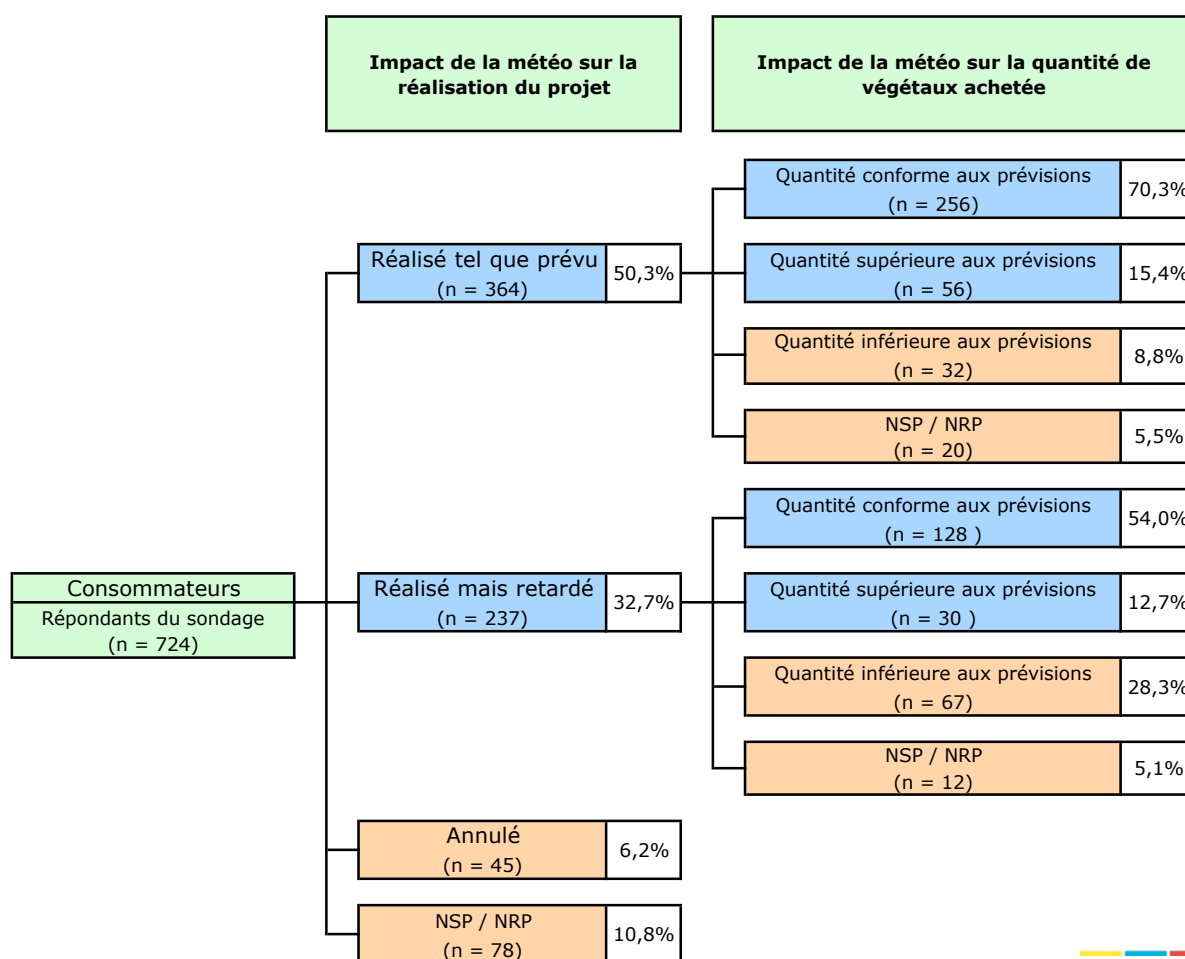 Impact de la météo sur la
réalisation du projet
Impact de la météo sur la quantité de
végétaux achetée
Quantité conforme aux prévisions
(n = 256)
70,3%
Réalisé tel que prévu
(n = 364)
50,3%
Quantité supérieure aux prévisions
(n = 56)
15,4%
Quantité inférieure aux prévisions
(n = 32)
8,8%
NSP / NRP
(n = 20)
5,5%
Quantité conforme aux prévisions
(n = 128 )
54,0%
Consommateurs
Répondants du sondage
(n = 724)
Réalisé mais retardé
(n = 237)
32,7%
Quantité supérieure aux prévisions
(n = 30 )
12,7%
Quantité inférieure aux prévisions
(n = 67)
28,3%
NSP / NRP
(n = 12)
5,1%
Annulé
(n = 45)
6,2%
NSP / NRP
(n = 78)
10,8%